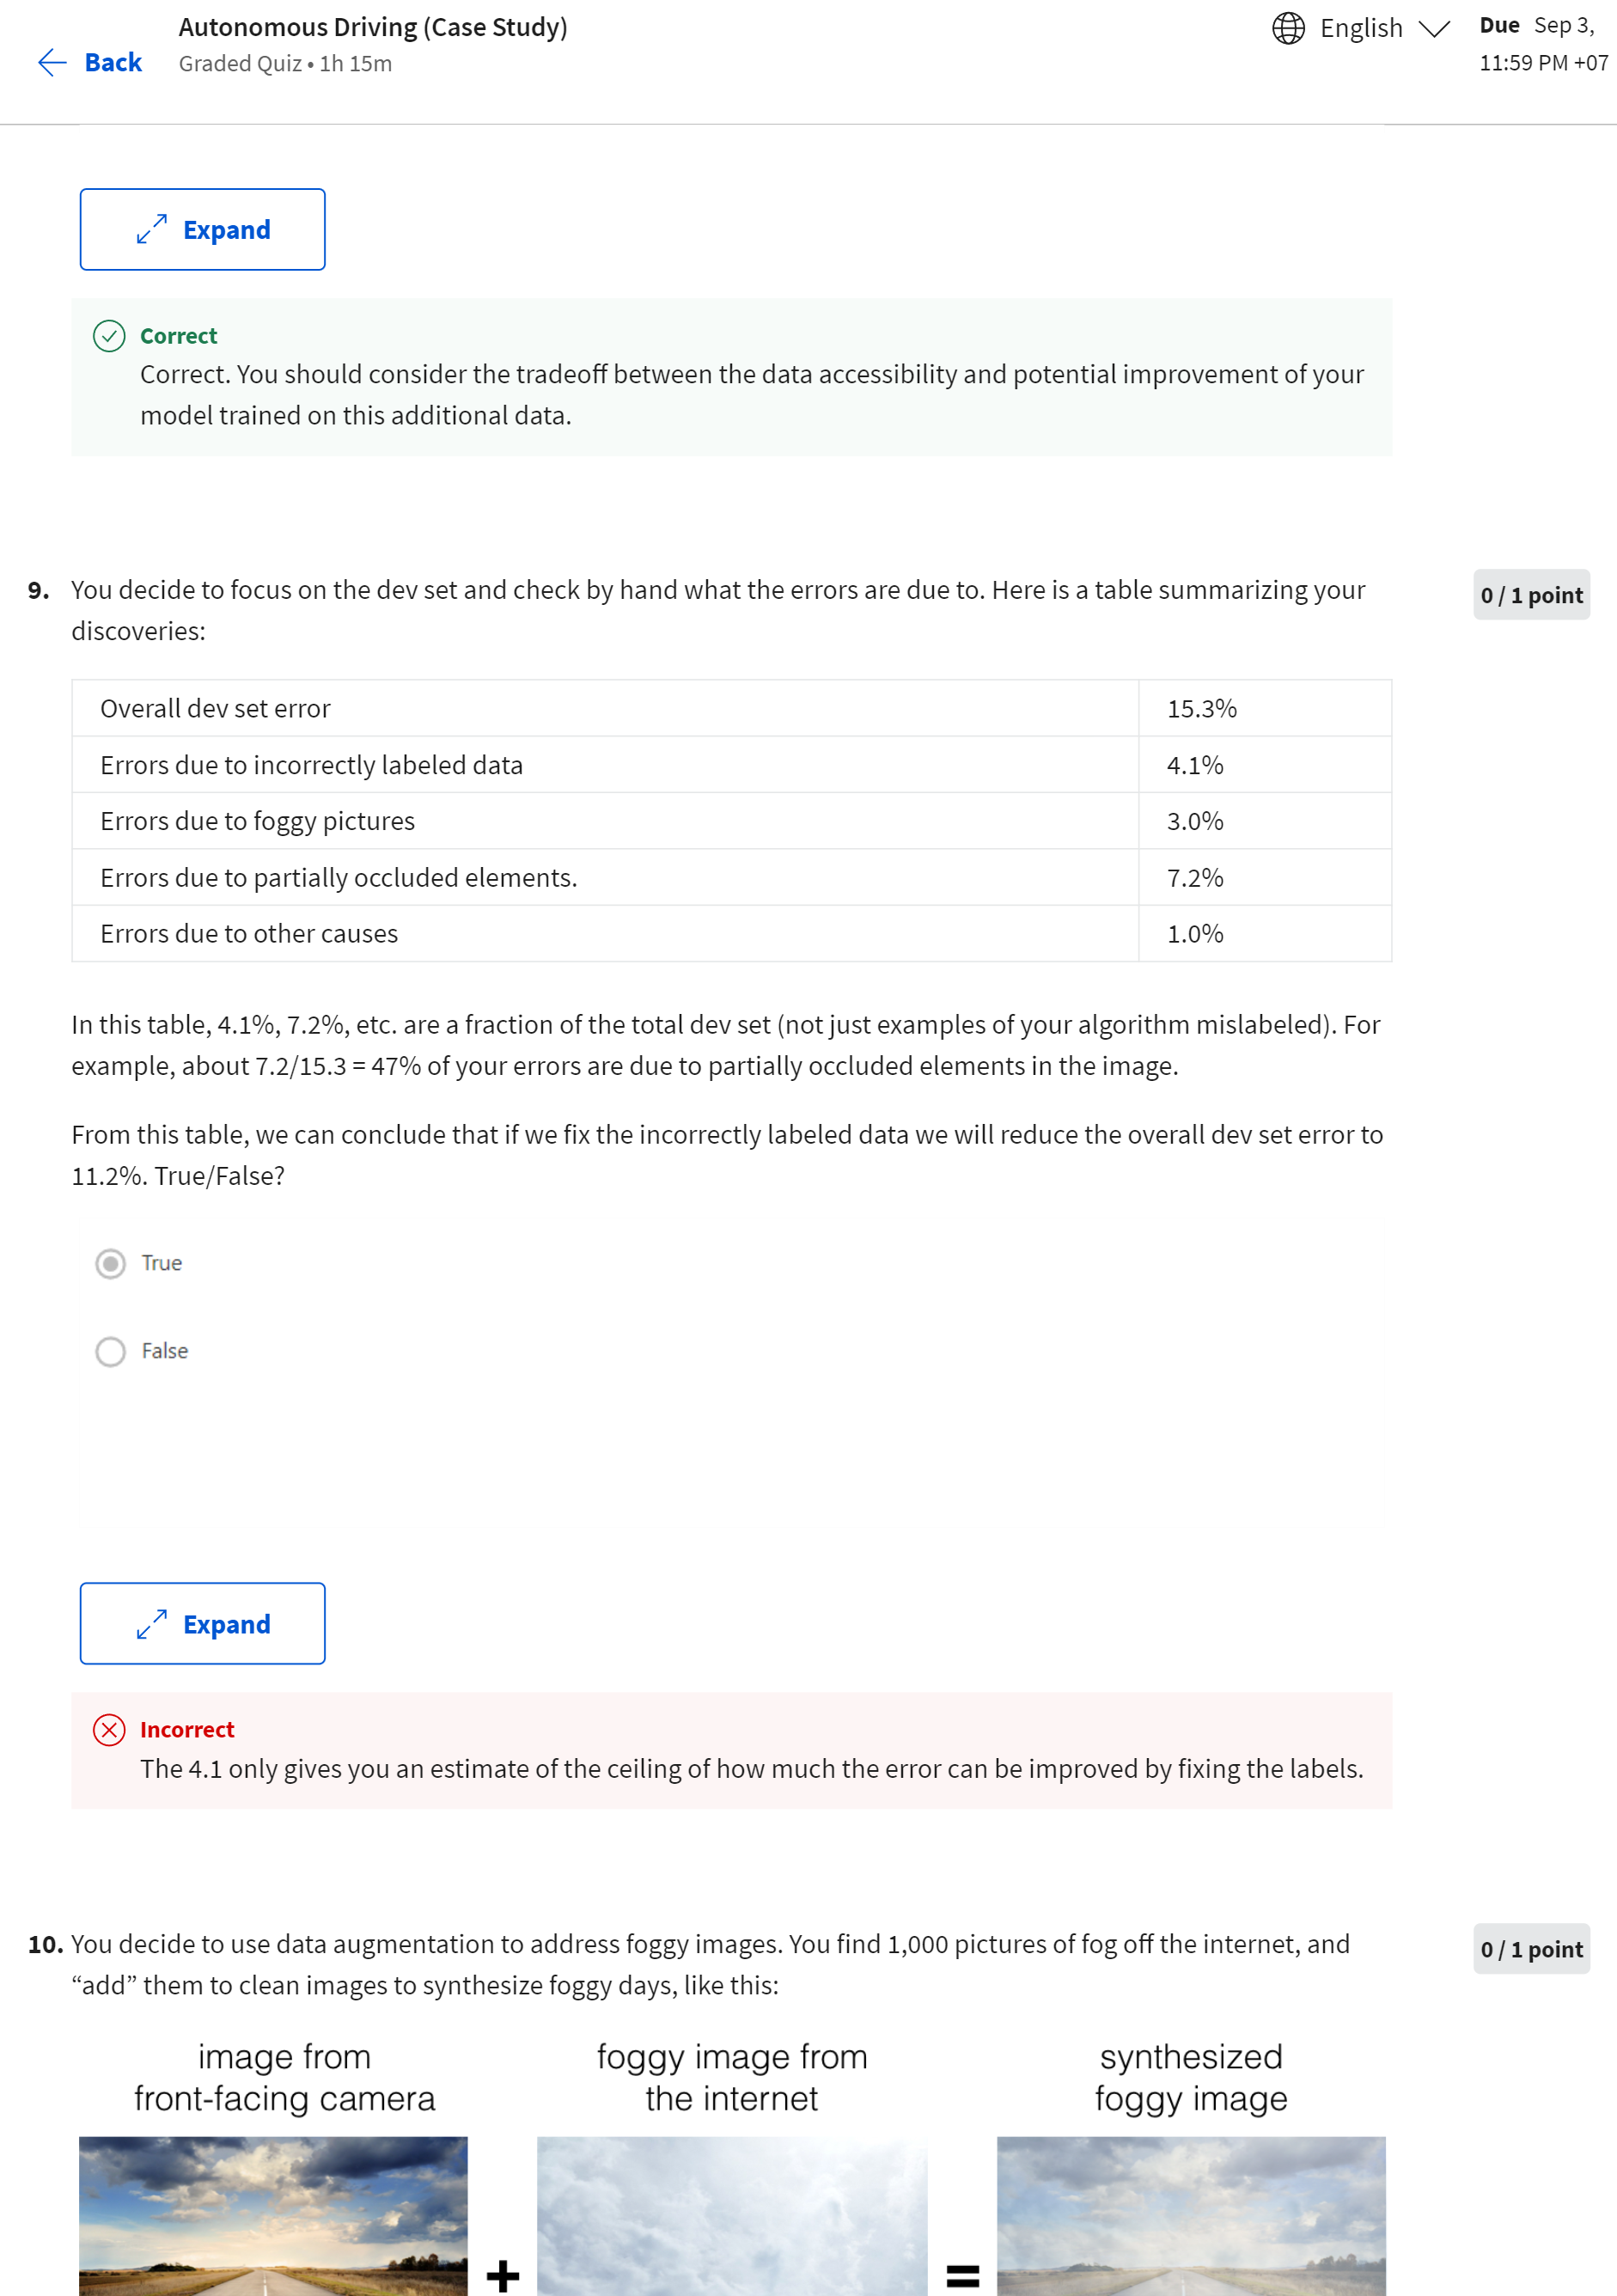 Autonomous Driving (Case Study)
Back
Graded Quiz • 1h 15m
English
Due Sep 3,
11:59 PM +07
Expand
Correct
Correct. You should consider the tradeoff between the data accessibility and potential improvement of your
model trained on this additional data.
9. You decide to focus on the dev set and check by hand what the errors are due to. Here is a table summarizing your
discoveries:
0 / 1 point
Overall dev set error 15.3%
Errors due to incorrectly labeled data 4.1%
Errors due to foggy pictures 3.0%
Errors due to partially occluded elements. 7.2%
Errors due to other causes 1.0%
In this table, 4.1%, 7.2%, etc. are a fraction of the total dev set (not just examples of your algorithm mislabeled). For
example, about 7.2/15.3 = 47% of your errors are due to partially occluded elements in the image.
From this table, we can conclude that if we fix the incorrectly labeled data we will reduce the overall dev set error to
11.2%. True/False?
True
False
Expand
Incorrect
The 4.1 only gives you an estimate of the ceiling of how much the error can be improved by fixing the labels.
10. You decide to use data augmentation to address foggy images. You find 1,000 pictures of fog off the internet, and
“add” them to clean images to synthesize foggy days, like this:
0 / 1 point
image from
front-facing camera
foggy image from
the internet
synthesized
foggy image
+
=